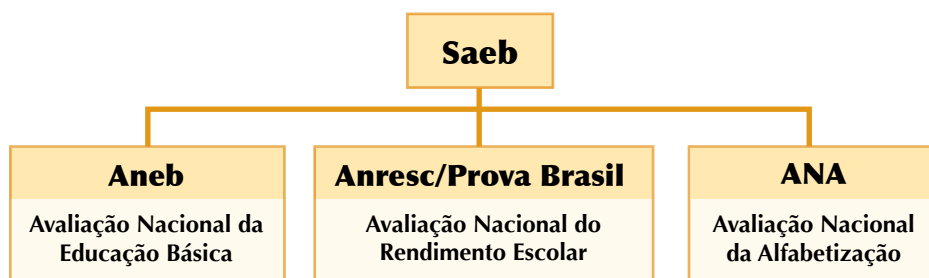 Saeb
Aneb
Avaliação Nacional da
Educação Básica
Anresc/Prova Brasil
Avaliação Nacional do
Rendimento Escolar
ANA
Avaliação Nacional
da Alfabetização